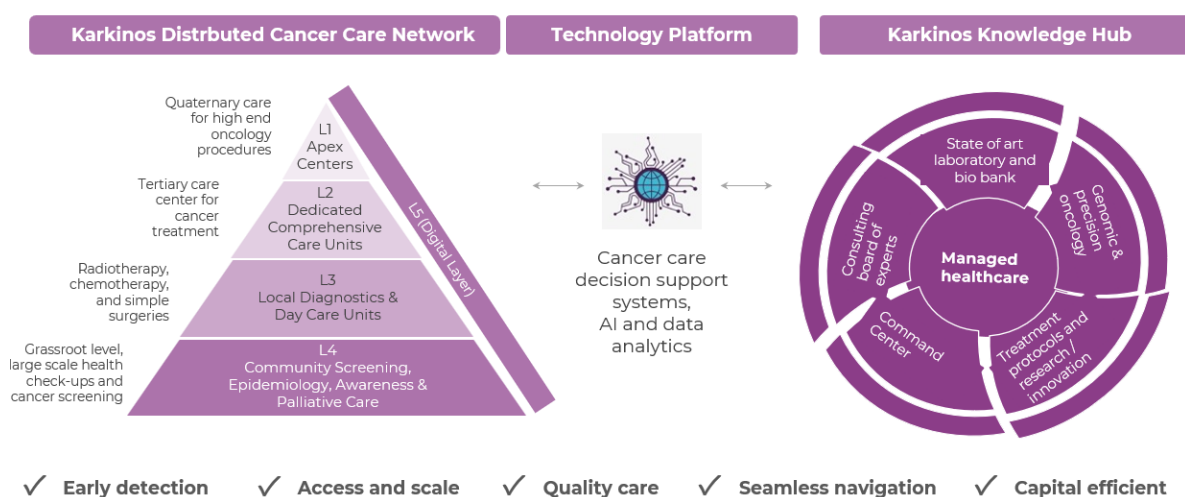 Karkinos Distrbuted Cancer Care Network
Technology Platform
Karkinos Knowledge Hub
Quaternary care
for high end
oncology
procedures
L1
Apex
Centers
Tertiary care
center for
cancer
treatment
L2
Dedicated
Comprehensive
Care Units
Radiotherapy,
chemotherapy,
and simple
surgeries
L3
Local Diagnostics &
Day Care Units
Grassroot level,
large scale health
check-ups and
cancer screening
L4
Community Screening,
Epidemiology, Awareness &
Palliative Care
L5 (Digital Layer)
Cancer care
decision support
systems,
AI and data
analytics
State of art
laboratory and
bio bank
Genomic &
precision
oncology
Treatment
protocols and
research /
innovation
Command
Center
Consulting
board of
experts
Managed
healthcare
✓ Early detection
✓ Access and scale
✓ Quality care
✓ Seamless navigation
✓ Capital efficient